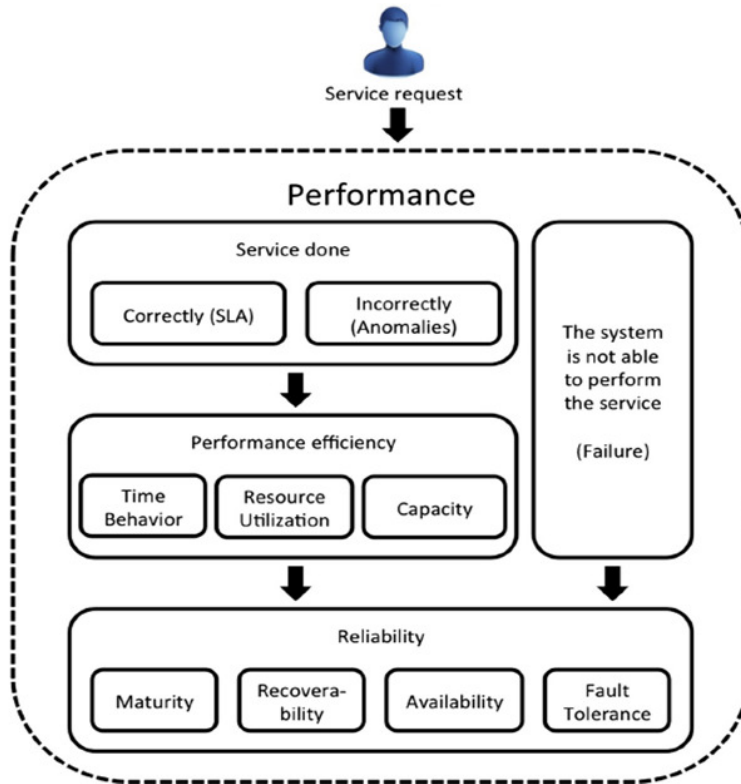 Service request
Performance
Service done
Correctly (SLA)
Incorrectly
(Anomalies)
The system
is not able
to perform
the service
(Failure)
Performance efficiency
Time
Behavior
Resource
Utilization
Capacity
Reliability
Maturity
Recovera-
bility
Availability
Fault
Tolerance